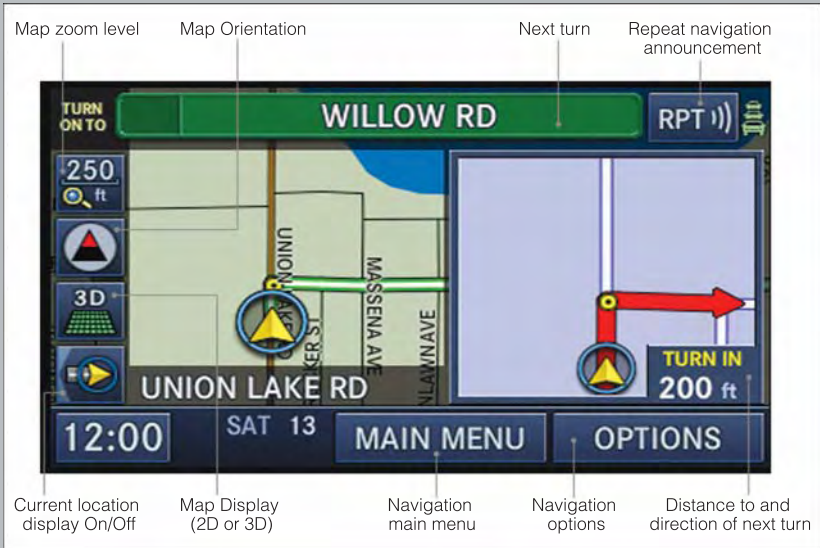 Map zoom level
Map Orientation
Next turn
Repeat navigation
announcement
TURN
ON TO
WILLOW RD
RPT
250
ft
3D
UNION LAKE RD
MASSENA AVE
NLAWNAVE
KER ST
TURN IN
200 ft
UNION LAKE RD
12:00
SAT 13
MAIN MENU
OPTIONS
Current location
display On/Off
Map Display
(2D or 3D)
Navigation
main menu
Navigation
options
Distance to and
direction of next turn